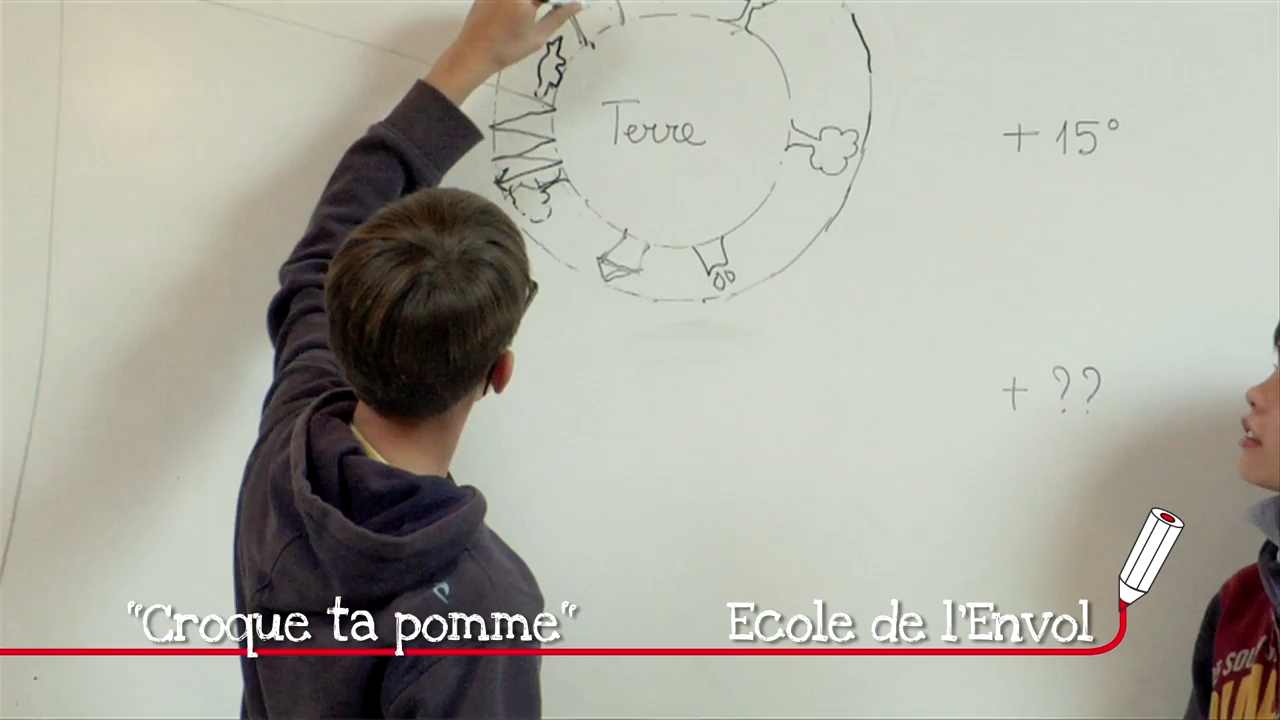 Terre
+ 15°
+ ??
"Croque ta pomme"
Ecole de l'Envol